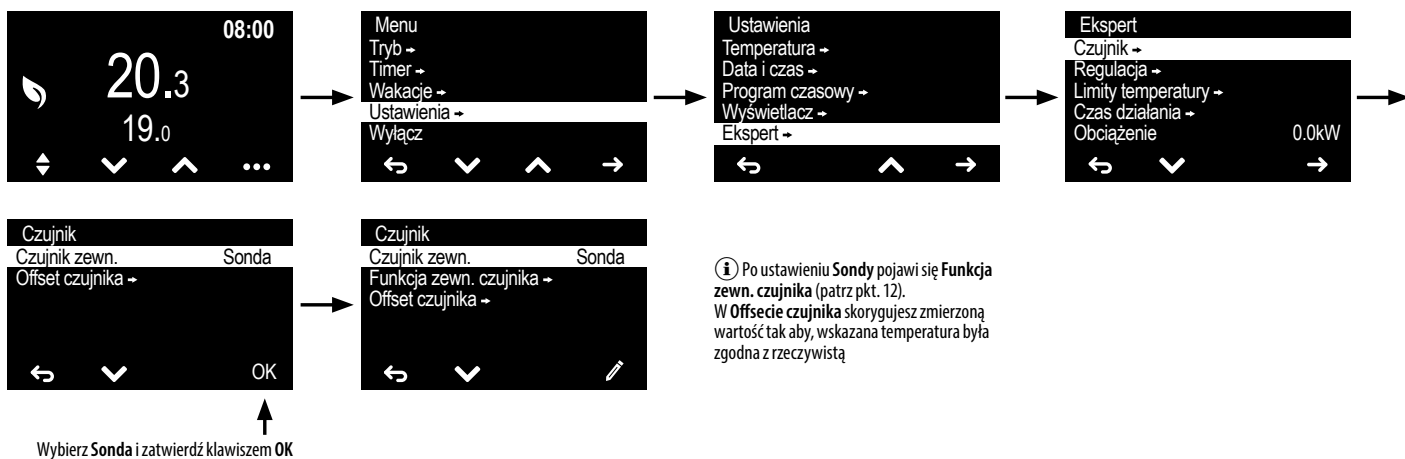 08:00
20.3
19.0
Menu
Tryb →
Timer →
Wakacje →
Ustawienia →
Wyłącz
Ustawienia
Temperatura →
Data i czas →
Program czasowy →
Wyświetlacz →
Ekspert →
Ekspert
Czujnik →
Regulacja →
Limity temperatury →
Czas działania →
Obciążenie 0.0kW
Czujnik
Czujnik zewn. Sonda
Offset czujnika →
OK
Wybierz Sonda i zatwierdź klawiszem OK
Czujnik
Czujnik zewn. Sonda
Funkcja zewn. czujnika →
Offset czujnika →
i Po ustawieniu Sondy pojawi się Funkcja
zewn. czujnika (patrz pkt. 12).
W Offsecie czujnika skorygujesz zmierzoną
wartość tak aby, wskazana temperatura była
zgodna z rzeczywistą